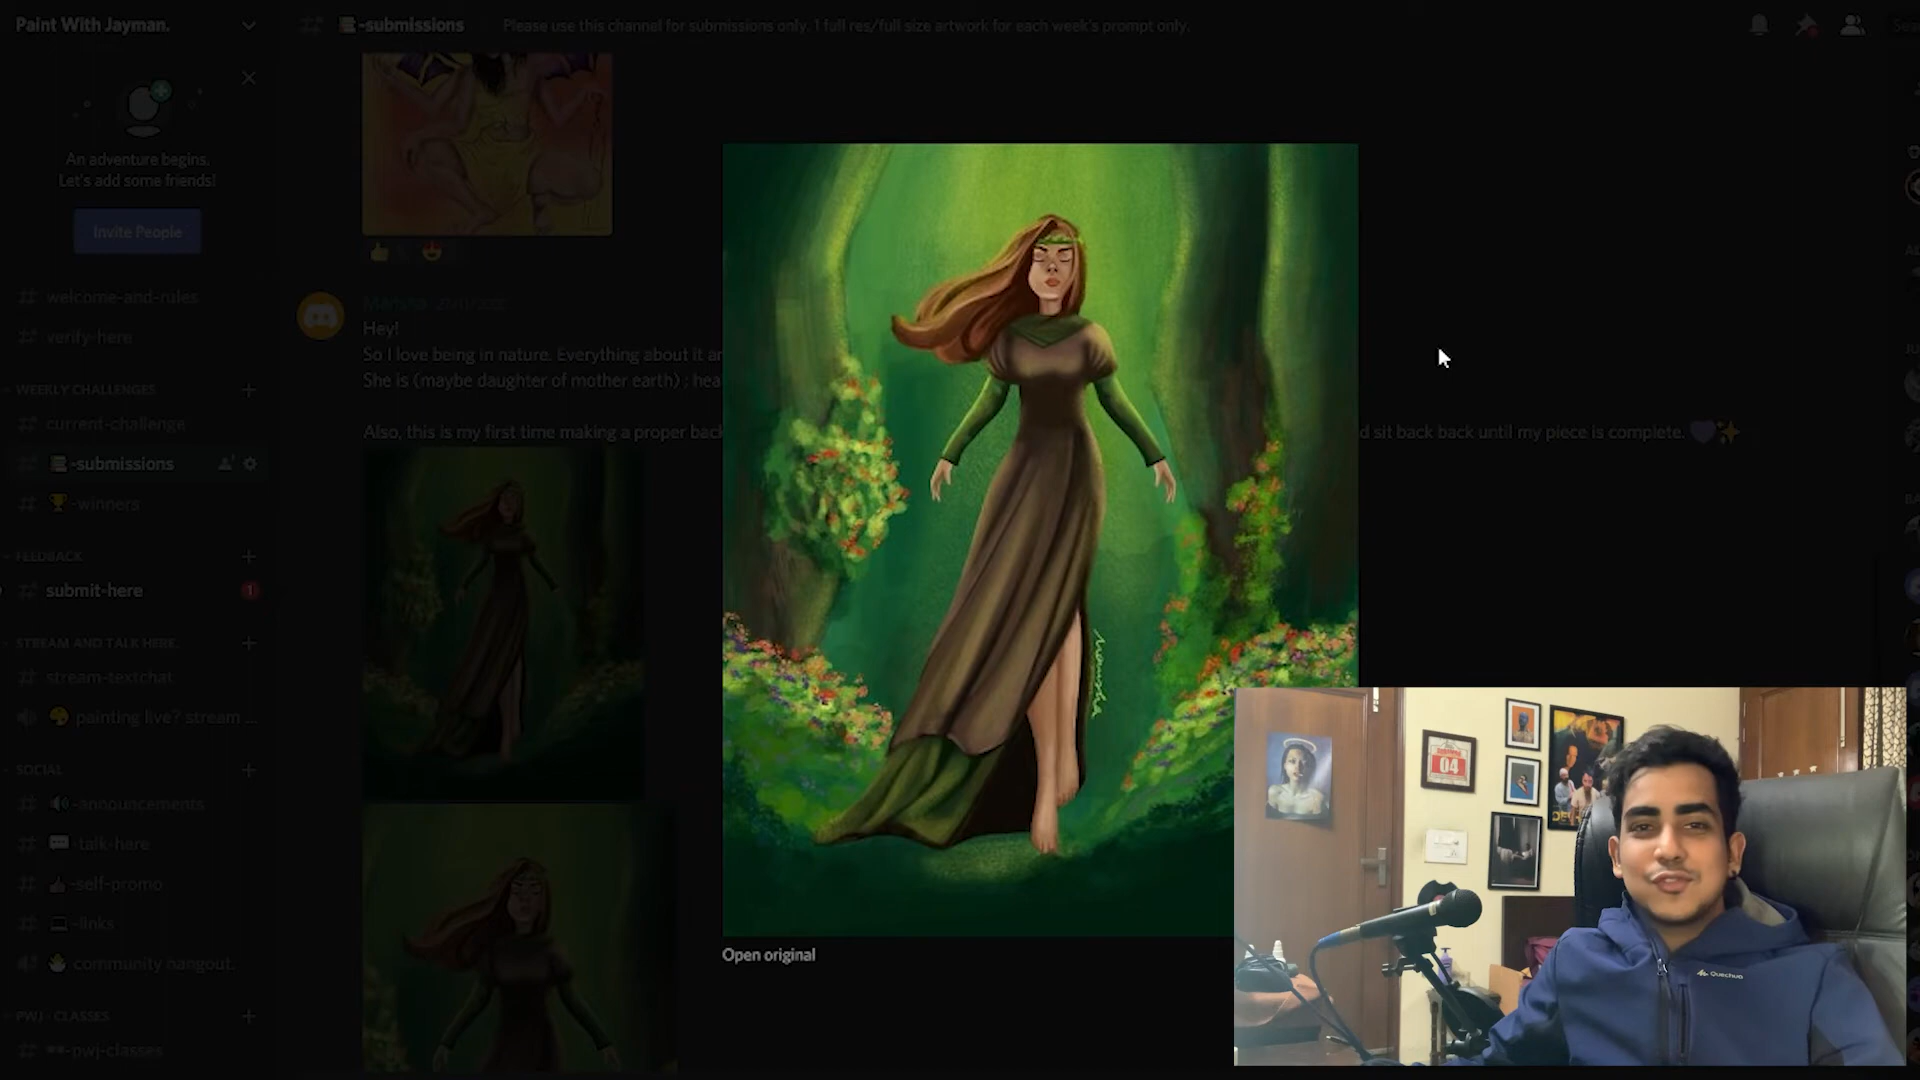 Paint With Jayman.
-submissions
Please use this channel for submissions only. 1 full res/full size artwork for each week's prompt only.
An adventure begins.
Let's add some friends!
Invite People
welcome-and-rules
verify-here
WEEKLY CHALLENGES
current-challenge
-submissions
-winners
FEEDBACK
submit-here
1
STREAM AND TALK HERE.
stream-textchat
painting live? stream ...
SOCIAL
-announcements
-talk-here
-self-promo
-links
community hangout.
PWJ - CLASSES
-pwj-classes
Hey!
So I love being in nature. Everything about it
She is (maybe daughter of mother earth) ; hea
Also, this is my first time making a proper back
d sit back back until my piece is complete.
Open original
04
Quechua